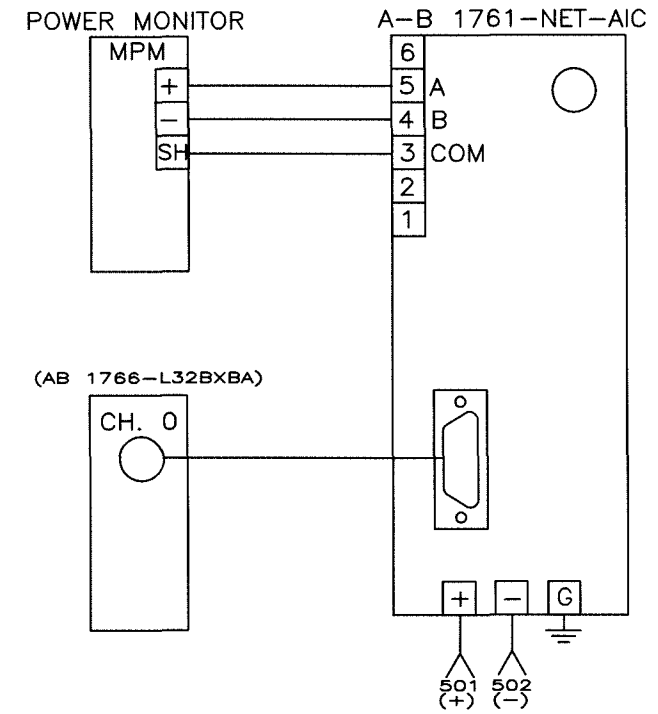 POWER MONITOR
A-B 1761-NET-AIC
MPM
+
-
SH
6
5 A
4 B
3 COM
2
1
(AB 1766-L32BXBA)
CH. 0
+ - G
501 502
(+) (-)